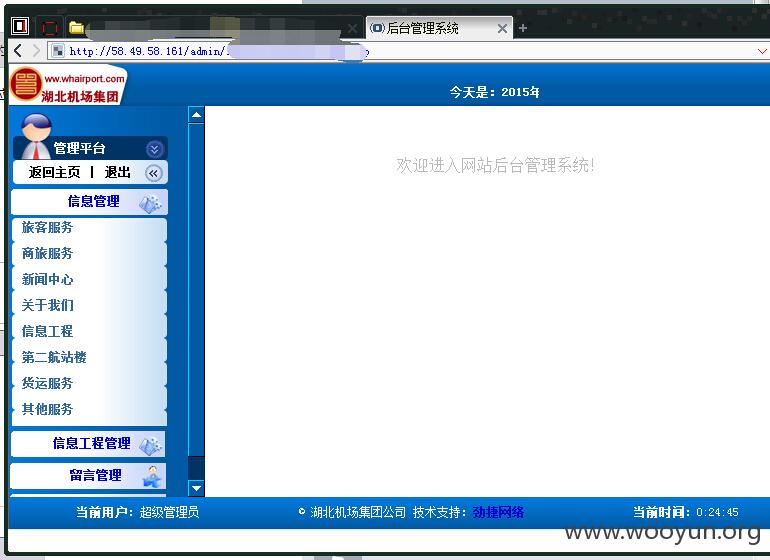 后台管理系统
http://58.49.58.161/admin/
www.whairport.com
湖北机场集团
今天是：2015年
管理平台
返回主页 | 退出
欢迎进入网站后台管理系统!
信息管理
旅客服务
商旅服务
新闻中心
关于我们
信息工程
第二航站楼
货运服务
其他服务
信息工程管理
留言管理
当前用户：超级管理员
© 湖北机场集团公司 技术支持：劲捷网络
当前时间：0:24:45
www.wooyun.org